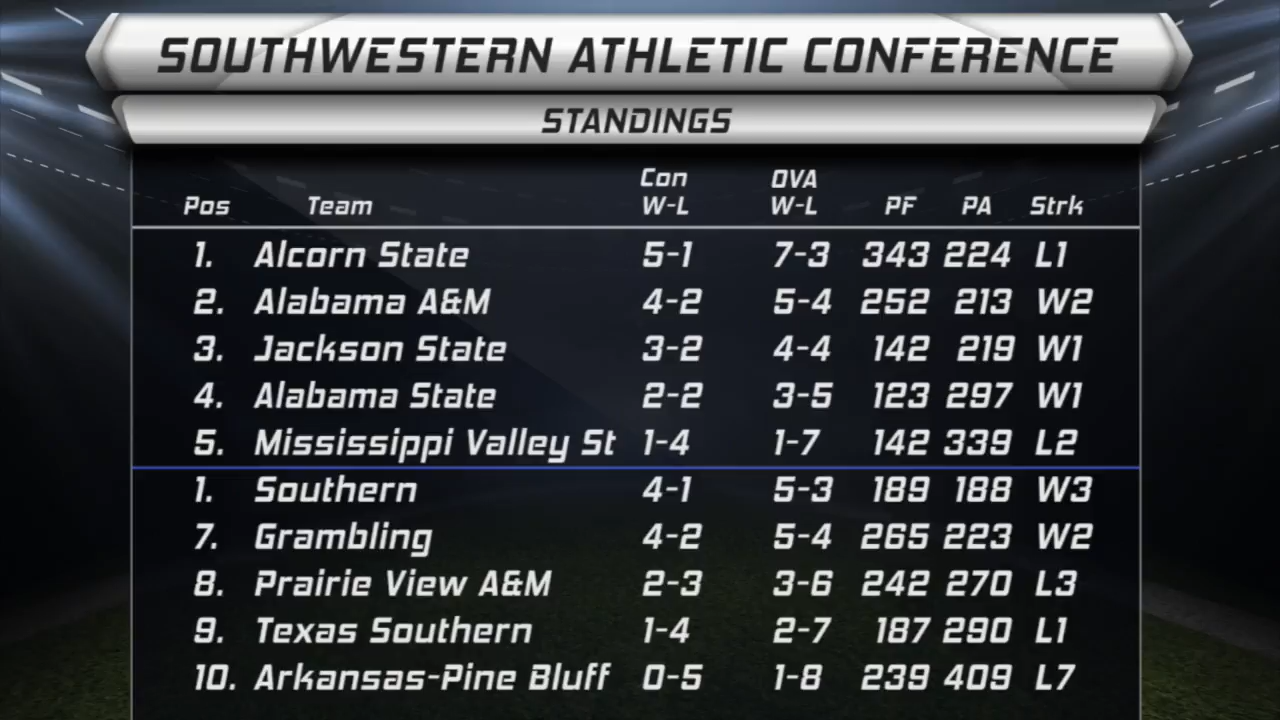 SOUTHWESTERN ATHLETIC CONFERENCE
STANDINGS
Con OVA
Pos Team W-L W-L PF PA Strk
1. Alcorn State 5-1 7-3 343 224 L1
2. Alabama A&M 4-2 5-4 252 213 W2
3. Jackson State 3-2 4-4 142 219 W1
4. Alabama State 2-2 3-5 123 297 W1
5. Mississippi Valley St 1-4 1-7 142 339 L2
1. Southern 4-1 5-3 189 188 W3
7. Grambling 4-2 5-4 265 223 W2
8. Prairie View A&M 2-3 3-6 242 270 L3
9. Texas Southern 1-4 2-7 187 290 L1
10. Arkansas-Pine Bluff 0-5 1-8 239 409 L7